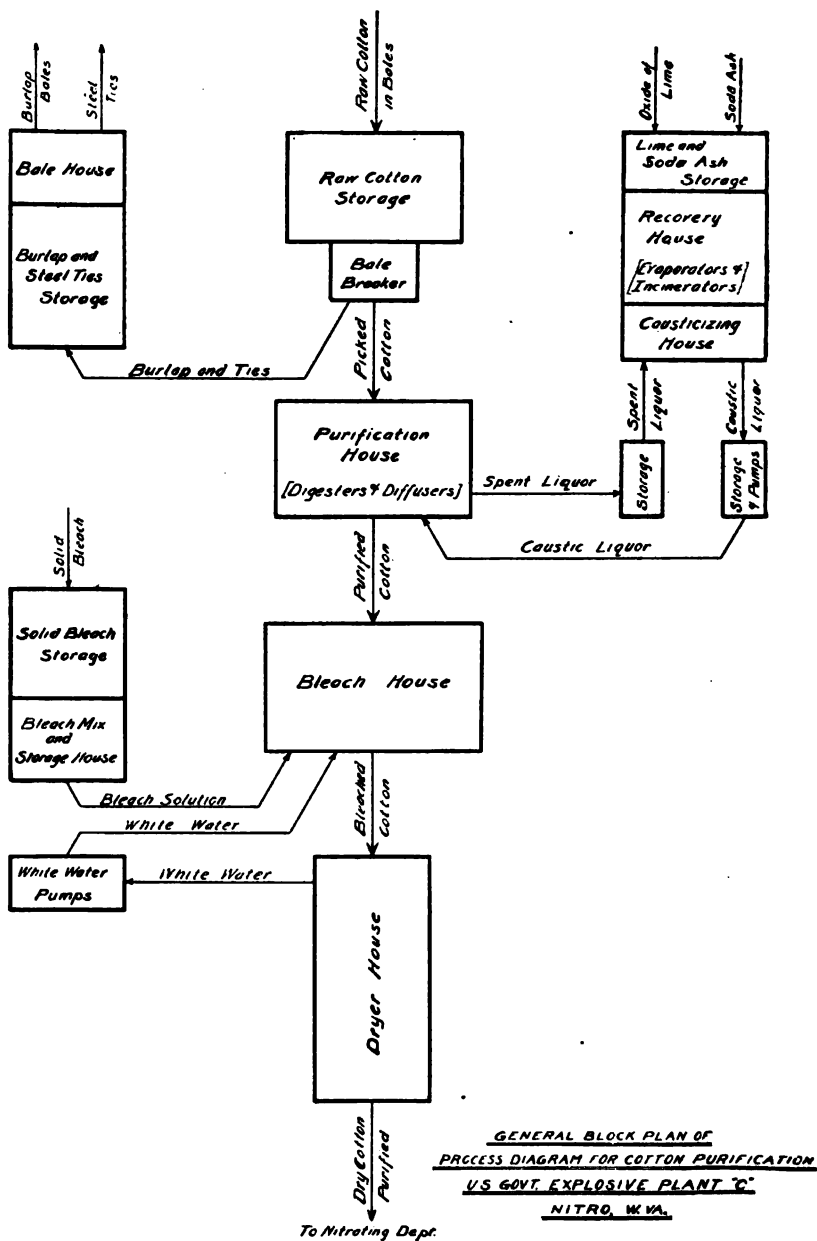 Burlap
Bales
Steel
Ties
Raw Cotton
in Bales
Oxide of
Lime
Soda Ash
Bale House
Burlap and
Steel Ties
Storage
Raw Cotton
Storage
Bale
Breaker
Lime and
Soda Ash
Storage
Recovery
House
[Evaporators &
Incinerators]
Causticizing
House
Burlap and Ties
Picked
Cotton
Spent
Liquor
Caustic
Liquor
Purification
House
[Digesters & Diffusers]
Spent Liquor
Storage
Storage
& Pumps
Caustic Liquor
Purified
Cotton
Solid
Bleach
Solid Bleach
Storage
Bleach Mix
and
Storage House
Bleach House
Bleach Solution
White Water
Bleached
Cotton
White Water
Pumps
White Water
Dryer House
Dry Cotton
Purified
To Nitrating Dept.
GENERAL BLOCK PLAN OF
PROCESS DIAGRAM FOR COTTON PURIFICATION
US GOVT. EXPLOSIVE PLANT "C"
NITRO, W. VA.